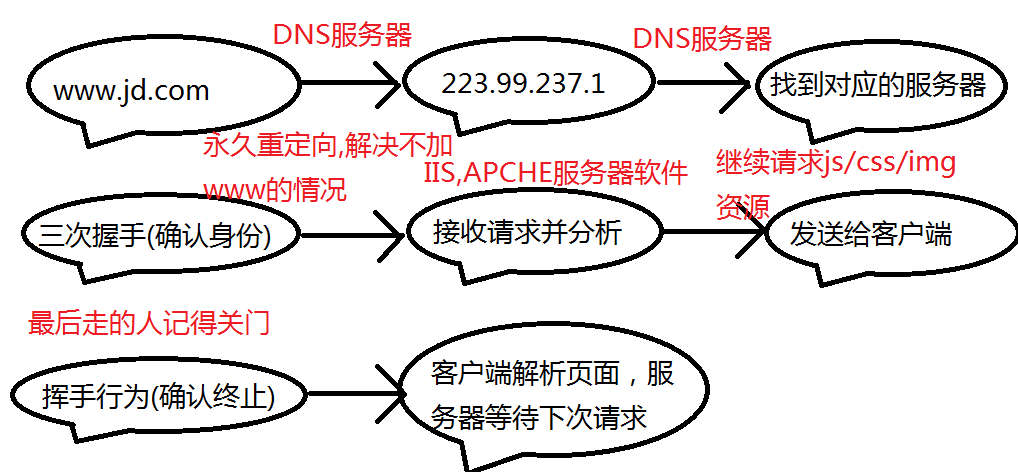 DNS服务器
DNS服务器
www.jd.com
223.99.237.1
找到对应的服务器
永久重定向,解决不加
www的情况
IIS,APCHE服务器软件
继续请求js/css/img
资源
三次握手(确认身份)
接收请求并分析
发送给客户端
最后走的人记得关门
挥手行为(确认终止)
客户端解析页面，服
务器等待下次请求